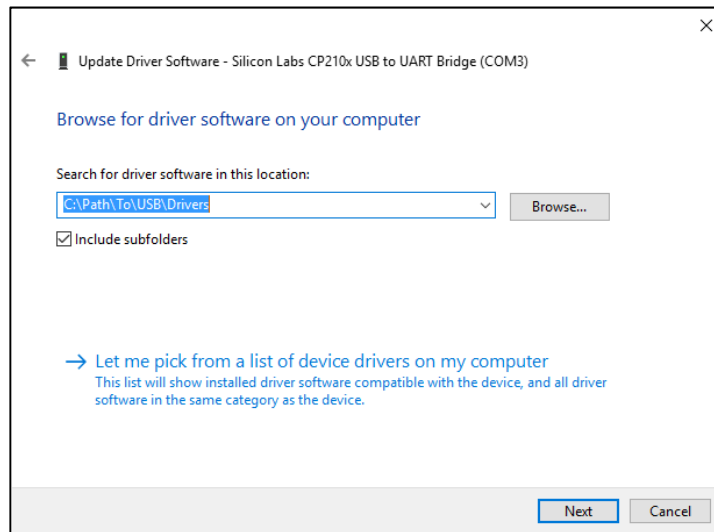 Update Driver Software - Silicon Labs CP210x USB to UART Bridge (COM3)
Browse for driver software on your computer
Search for driver software in this location:
C:\Path\To\USB\Drivers
Browse...
Include subfolders
Let me pick from a list of device drivers on my computer
This list will show installed driver software compatible with the device, and all driver
software in the same category as the device.
Next
Cancel